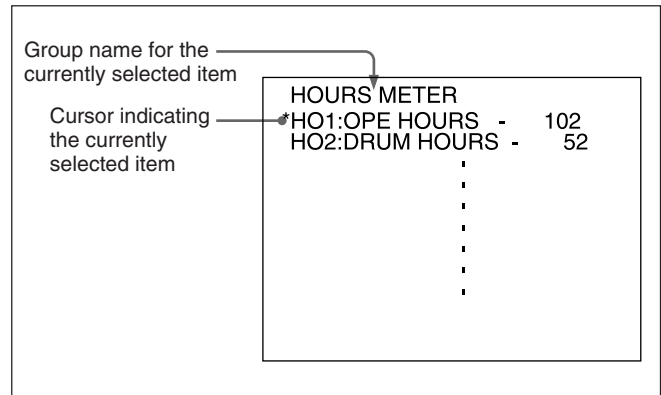 Group name for the
currently selected item
Cursor indicating
the currently
selected item
HOURS METER
*HO1:OPE HOURS - 102
HO2:DRUM HOURS - 52